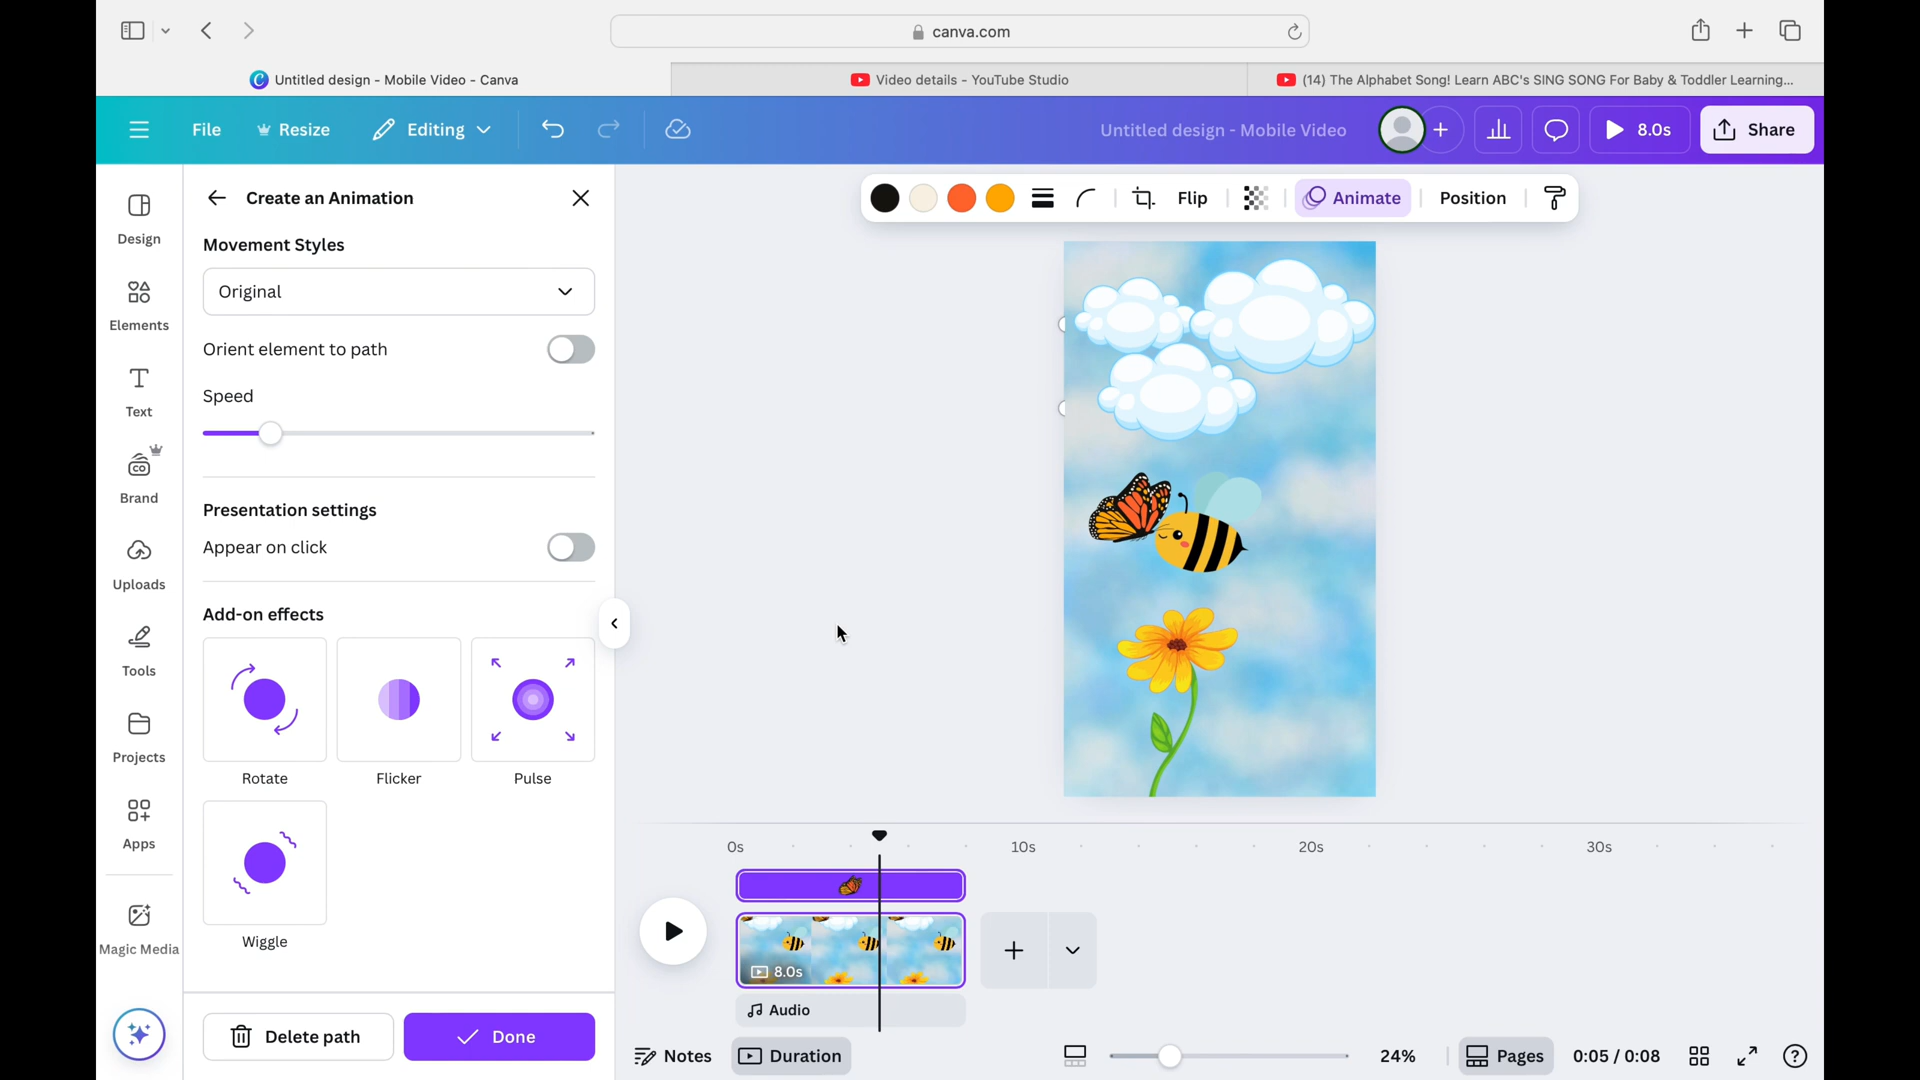 canva.com
Untitled design - Mobile Video - Canva
Video details - YouTube Studio
(14) The Alphabet Song! Learn ABC's SING SONG For Baby & Toddler Learning...
File
Resize
Editing
Untitled design - Mobile Video
8.0s
Share
Design
Elements
Text
Brand
Uploads
Tools
Projects
Apps
Magic Media
Create an Animation
Movement Styles
Original
Orient element to path
Speed
Presentation settings
Appear on click
Add-on effects
Rotate
Flicker
Pulse
Wiggle
Delete path
Done
Flip
Animate
Position
0s
10s
20s
30s
8.0s
Audio
Notes
Duration
24%
Pages
0:05 / 0:08